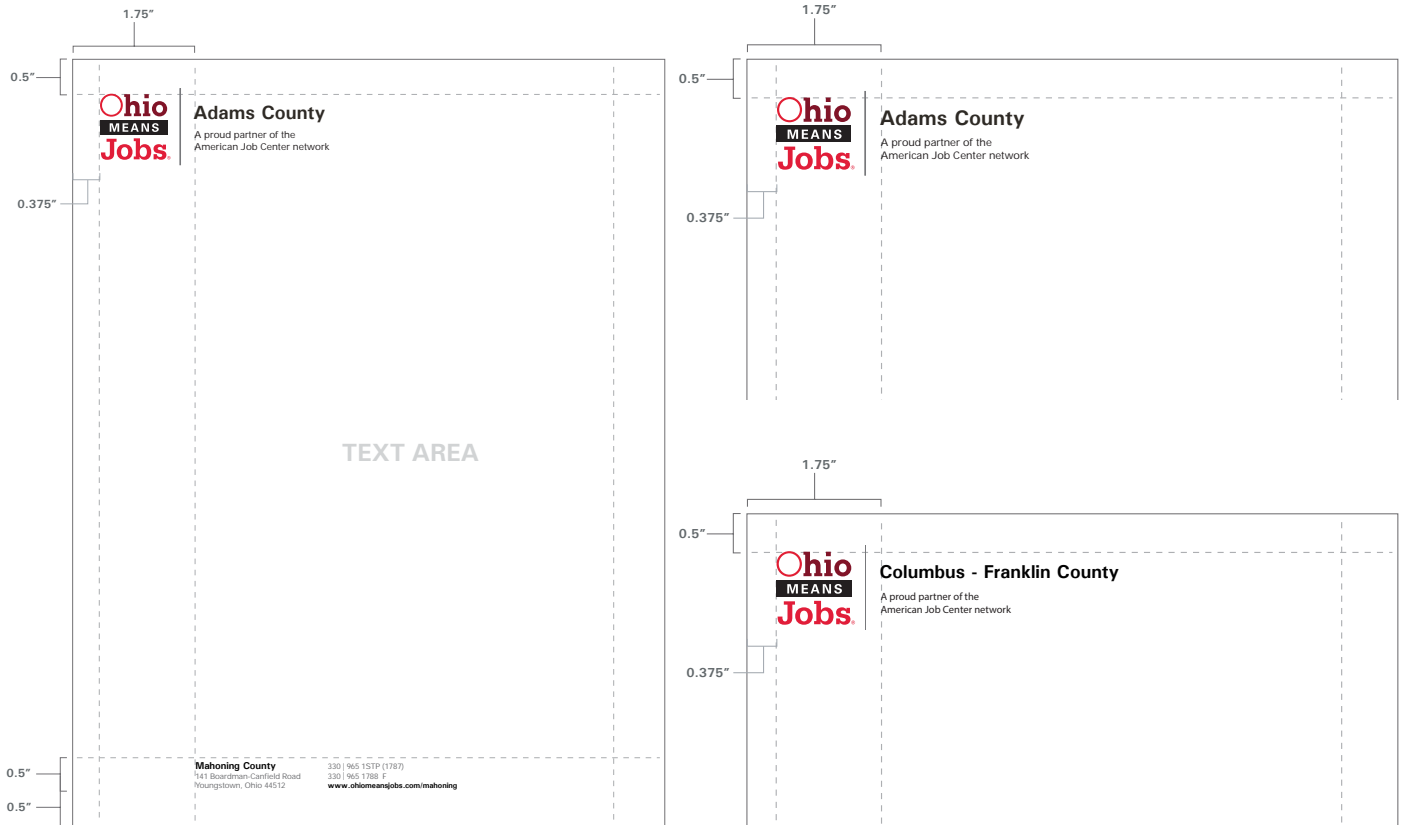 1.75”
0.5”
Ohio
MEANS
Jobs®
Adams County
A proud partner of the
American Job Center network
0.375”
TEXT AREA
0.5”
0.5”
Mahoning County
141 Boardman-Canfield Road
Youngstown, Ohio 44512
330 | 965 1STP (1787)
330 | 965 1788 F
www.ohiomeansjobs.com/mahoning
1.75”
0.5”
Ohio
MEANS
Jobs®
Adams County
A proud partner of the
American Job Center network
0.375”
1.75”
0.5”
Ohio
MEANS
Jobs®
Columbus - Franklin County
A proud partner of the
American Job Center network
0.375”